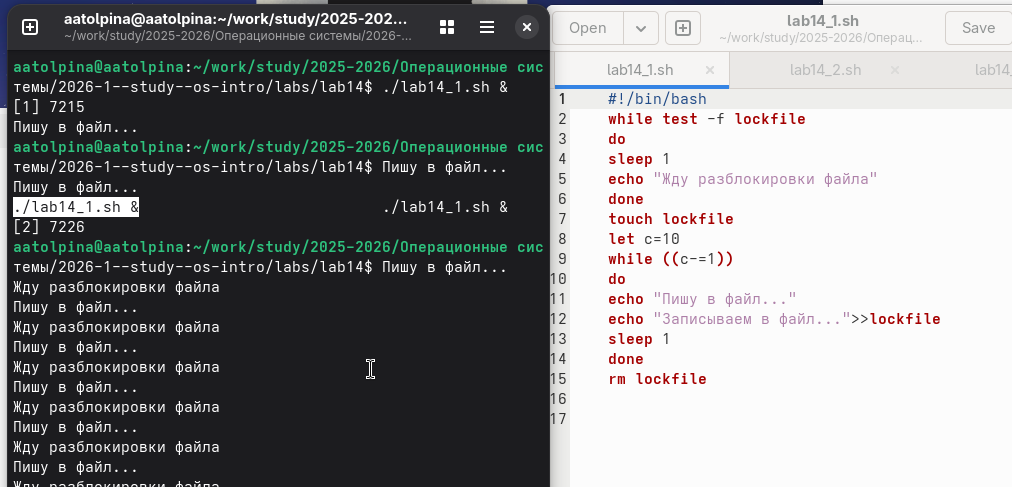 aatolpina@aatolpina:~/work/study/2025-202...
~/work/study/2025-2026/Операционные системы/2026-...
aatolpina@aatolpina:~/work/study/2025-2026/Операционные сис
темы/2026-1--study--os-intro/labs/lab14$ ./lab14_1.sh &
[1] 7215
Пишу в файл...
aatolpina@aatolpina:~/work/study/2025-2026/Операционные сис
темы/2026-1--study--os-intro/labs/lab14$ Пишу в файл...
Пишу в файл...
./lab14_1.sh & ./lab14_1.sh &
[2] 7226
aatolpina@aatolpina:~/work/study/2025-2026/Операционные сис
темы/2026-1--study--os-intro/labs/lab14$ Пишу в файл...
Жду разблокировки файла
Пишу в файл...
Жду разблокировки файла
Пишу в файл...
Жду разблокировки файла
Пишу в файл...
Жду разблокировки файла
Пишу в файл...
Жду разблокировки файла
Пишу в файл...
Жду разблокировки файла
Open
lab14_1.sh
~/work/study/2025-2026/Операц...
Save
lab14_1.sh
lab14_2.sh
lab14_
1 #!/bin/bash
2 while test -f lockfile
3 do
4 sleep 1
5 echo "Жду разблокировки файла"
6 done
7 touch lockfile
8 let c=10
9 while ((c-=1))
10 do
11 echo "Пишу в файл..."
12 echo "Записываем в файл...">>lockfile
13 sleep 1
14 done
15 rm lockfile
16
17